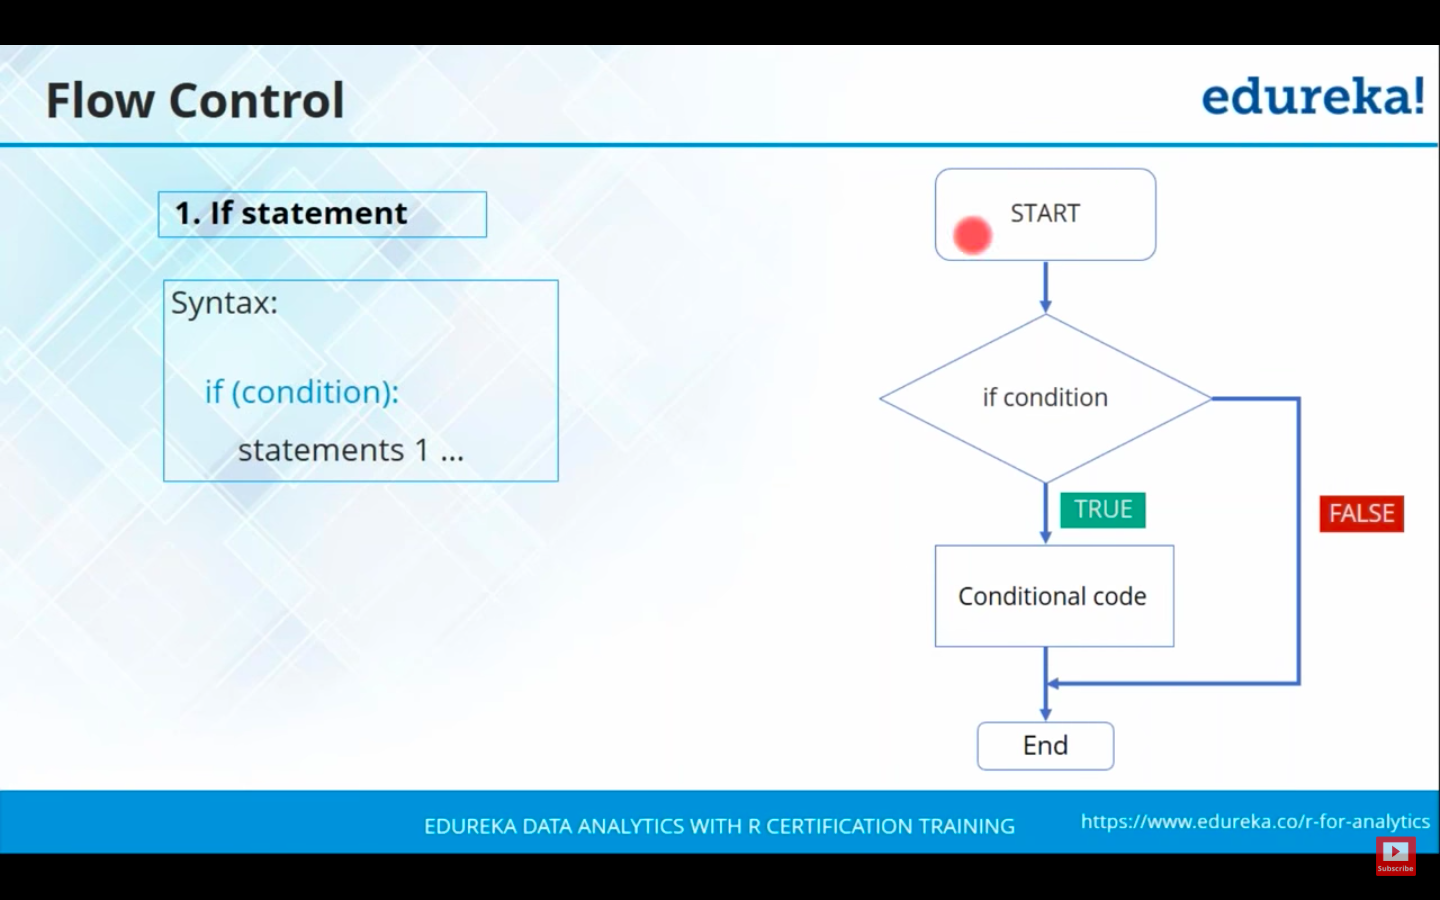 Flow Control
edureka!
1. If statement
Syntax:
if (condition):
statements 1 ...
START
if condition
TRUE
FALSE
Conditional code
End
EDUREKA DATA ANALYTICS WITH R CERTIFICATION TRAINING
https://www.edureka.co/r-for-analytics
Subscribe